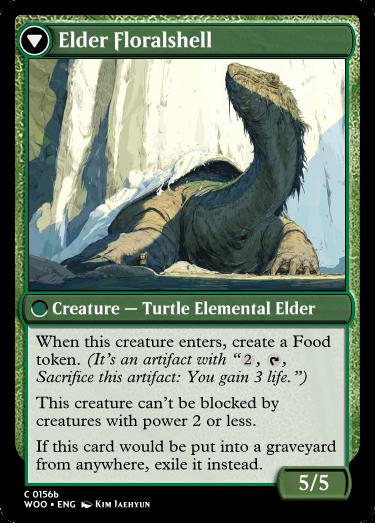 Elder Floralshell
Creature — Turtle Elemental Elder
When this creature enters, create a Food
token. (It's an artifact with “2, ,
Sacrifice this artifact: You gain 3 life.”)
This creature can't be blocked by
creatures with power 2 or less.
If this card would be put into a graveyard
from anywhere, exile it instead.
5/5
C 0156b
WOO • ENG Kim Jaehyun